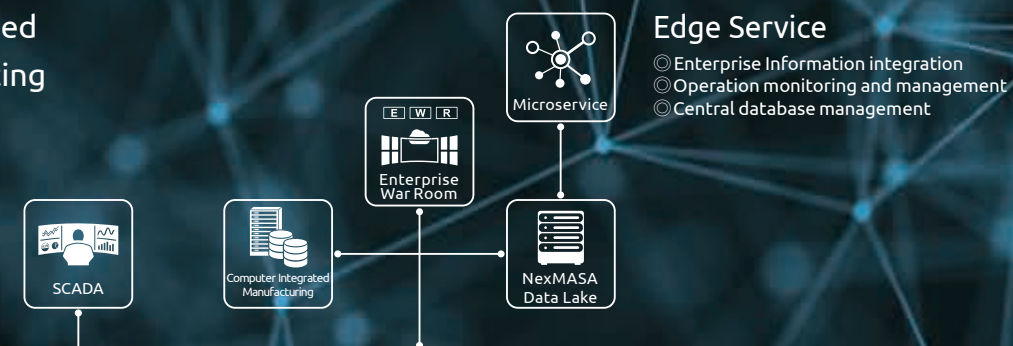 ed
ting
Edge Service
◎Enterprise Information integration
◎Operation monitoring and management
◎Central database management
Microservice
E W R
Enterprise
War Room
SCADA
Computer Integrated
Manufacturing
NexMASA
Data Lake